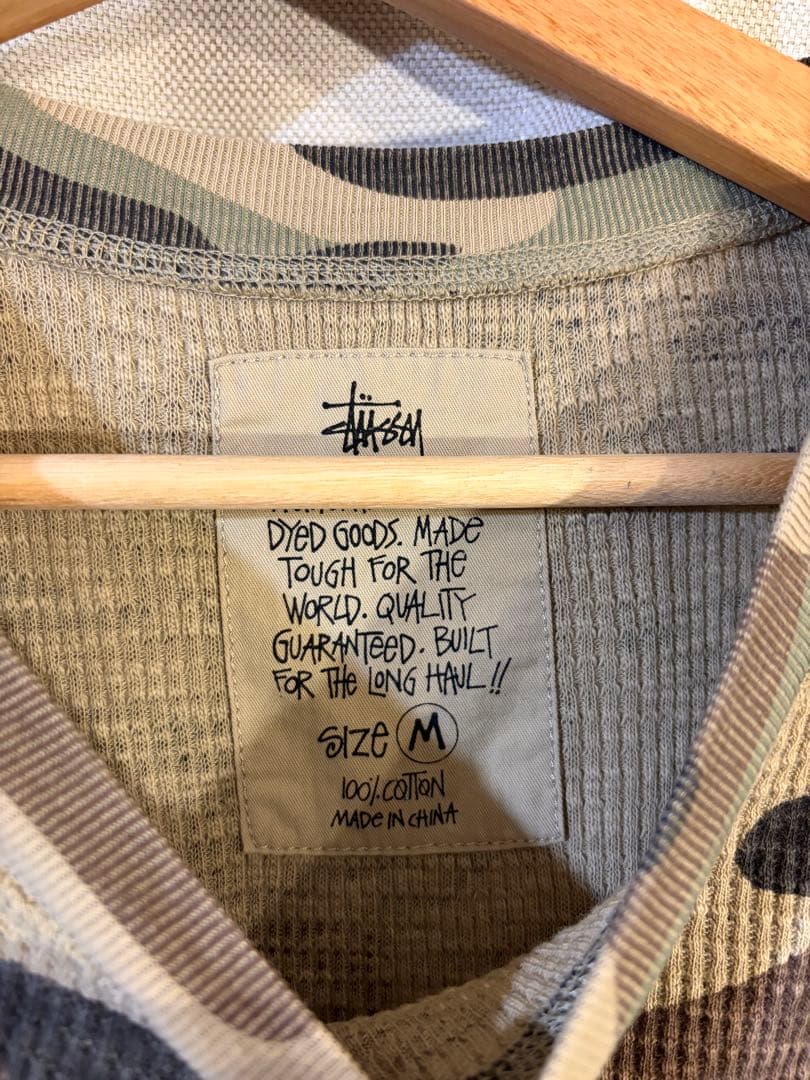 Stüssy
DYED GOODS. MADE
TOUGH FOR THE
WORLD. QUALITY
GUARANTEED. BUILT
FOR THE LONG HAUL!!
SIZE M
100% COTTON
MADE IN CHINA